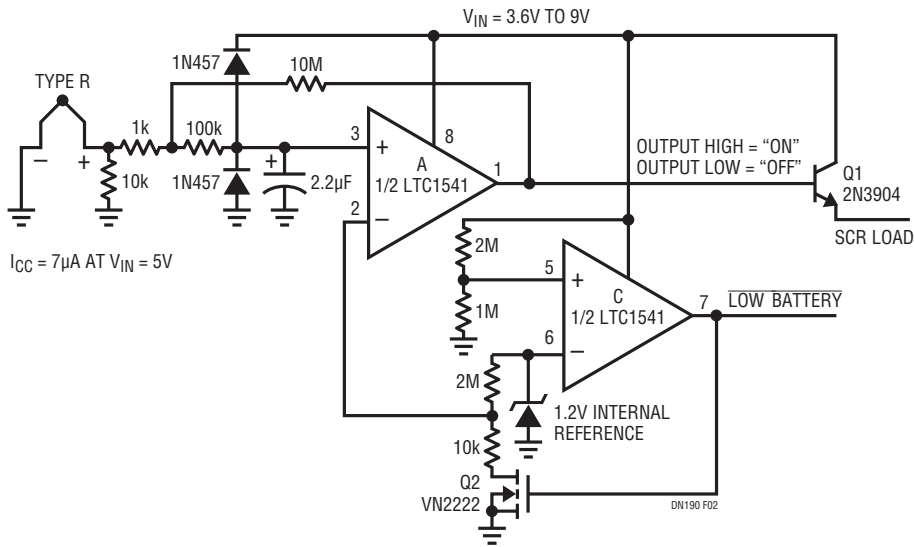 V_IN = 3.6V TO 9V
1N457
10M
TYPE R
1k
100k
−
+
10k
1N457
+
2.2µF
3
+
8
A
1/2 LTC1541
1
2
−
OUTPUT HIGH = “ON”
OUTPUT LOW = “OFF”
Q1
2N3904
SCR LOAD
I_CC = 7µA AT V_IN = 5V
2M
5
+
1M
C
1/2 LTC1541
7
LOW BATTERY
6
−
2M
1.2V INTERNAL
REFERENCE
10k
Q2
VN2222
DN190 F02